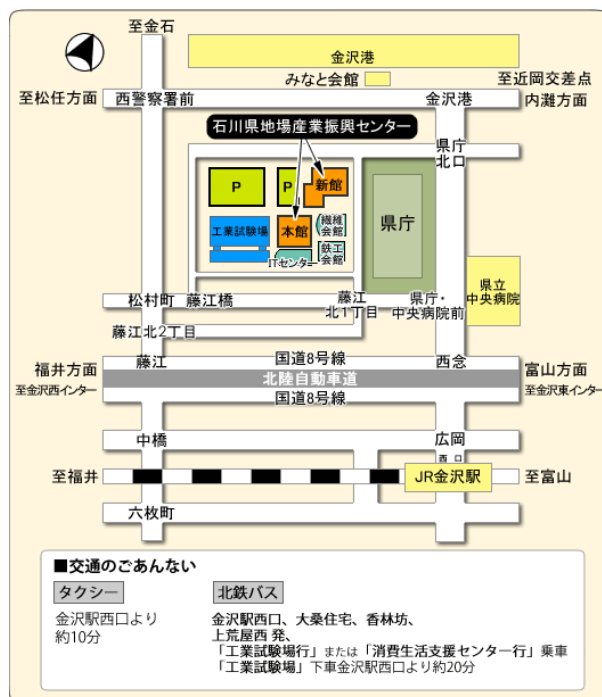 至金石
金沢港
みなと会館
至近岡交差点
至松任方面
西警察署前
金沢港
内灘方面
石川県地場産業振興センター
県庁
北口
P
P
新館
県庁
工業試験場
本館
繊維
会館
鉄工
会館
ITセンター
県立
中央病院
松村町
藤江橋
藤江
北1丁目
県庁・
中央病院前
藤江北2丁目
福井方面
藤江
国道8号線
西念
富山方面
至金沢西インター
北陸自動車道
至金沢東インター
国道8号線
中橋
広岡
西口
至福井
JR金沢駅
至富山
六枚町
■交通のごあんない
タクシー
金沢駅西口より
約10分
北鉄バス
金沢駅西口、大桑住宅、香林坊、
上荒屋西 発、
「工業試験場行」または「消費生活支援センター行」乗車
「工業試験場」下車金沢駅西口より約20分